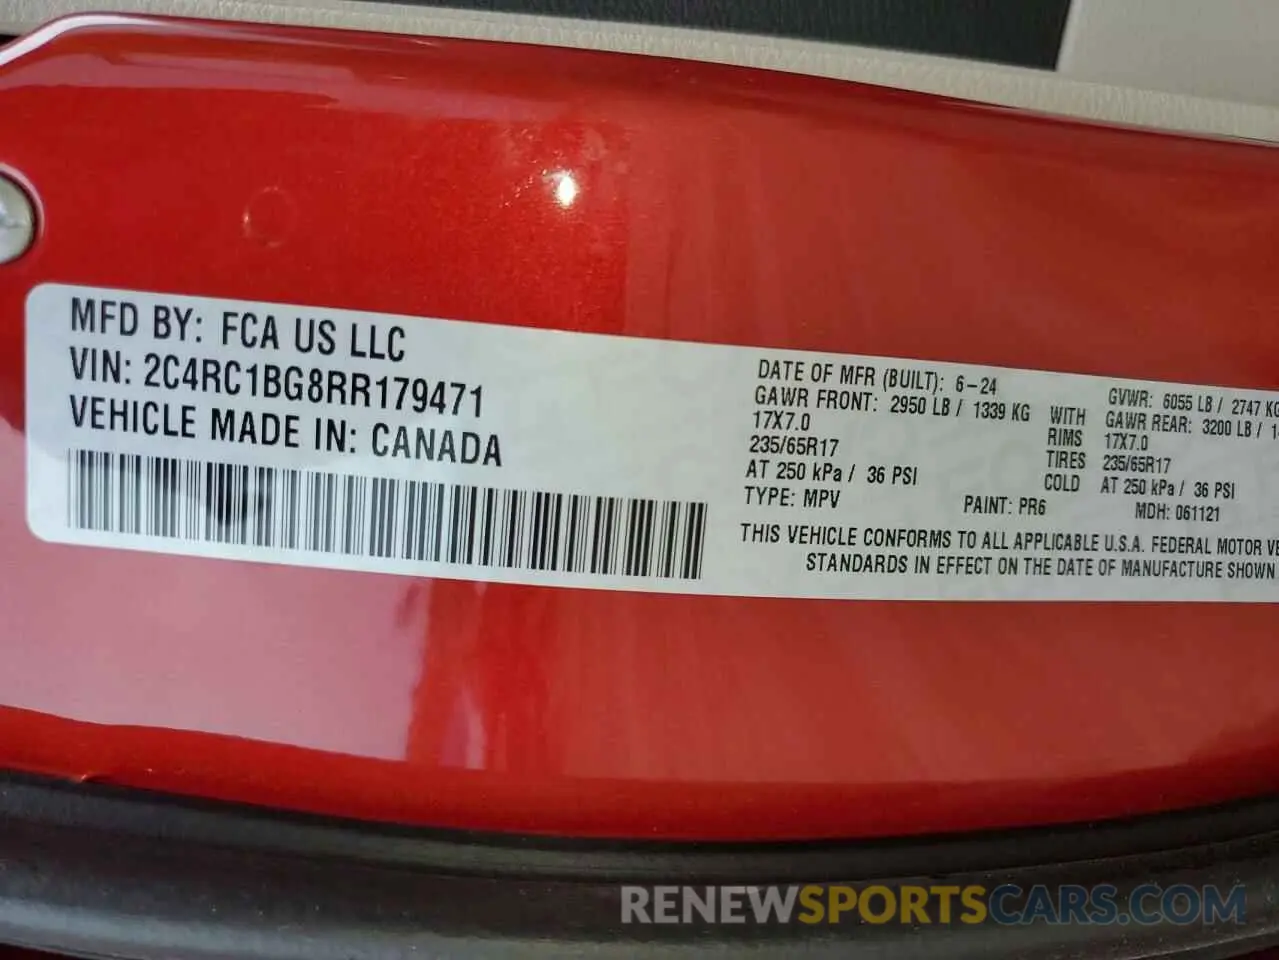 MFD BY: FCA US LLC
VIN: 2C4RC1BG8RR179471
VEHICLE MADE IN: CANADA
DATE OF MFR (BUILT): 6-24
GVWR: 6055 LB / 2747 KG
GAWR FRONT: 2950 LB / 1339 KG WITH GAWR REAR: 3200 LB /
17X7.0 RIMS 17X7.0
235/65R17 TIRES 235/65R17
AT 250 kPa / 36 PSI COLD AT 250 kPa / 36 PSI
TYPE: MPV PAINT: PR6 MDH: 061121
THIS VEHICLE CONFORMS TO ALL APPLICABLE U.S.A. FEDERAL MOTOR
STANDARDS IN EFFECT ON THE DATE OF MANUFACTURE SHOWN
RENEWSPORTSCARS.COM